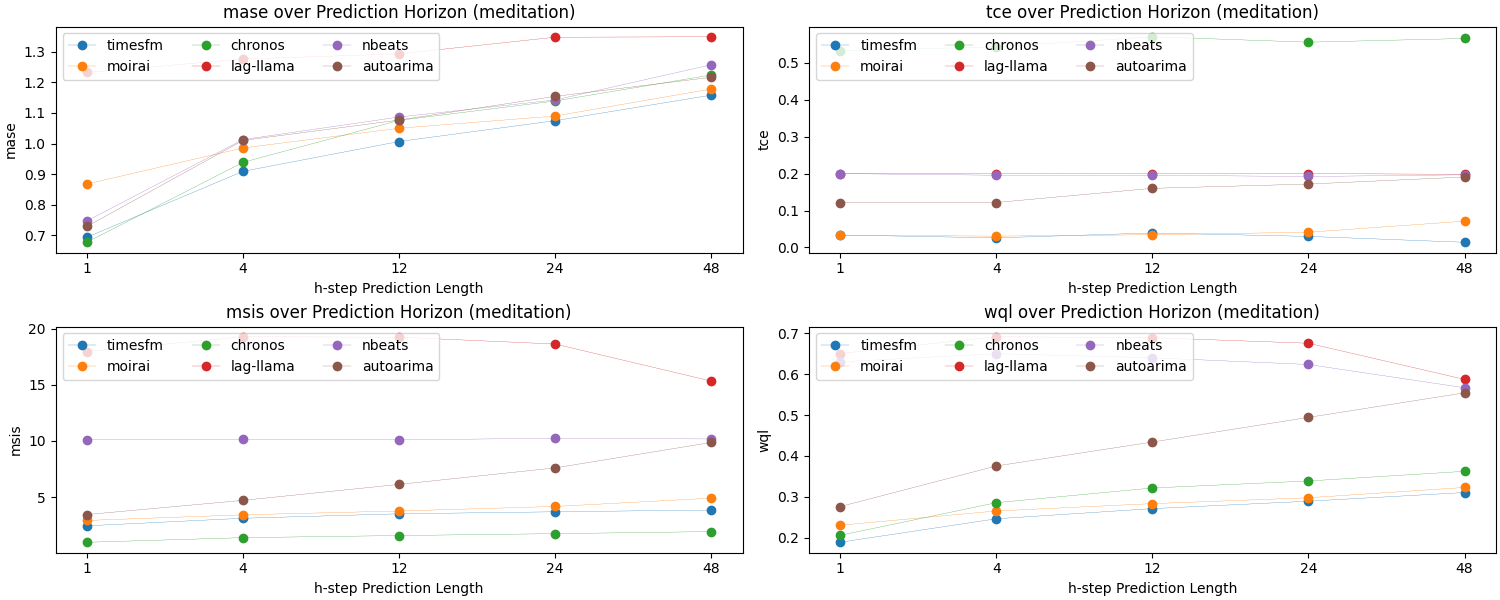 mase over Prediction Horizon (meditation)
timesfm chronos nbeats
moirai lag-llama autoarima
mase
1.3
1.2
1.1
1.0
0.9
0.8
0.7
1 4 12 24 48
h-step Prediction Length
tce over Prediction Horizon (meditation)
timesfm chronos nbeats
moirai lag-llama autoarima
tce
0.5
0.4
0.3
0.2
0.1
0.0
1 4 12 24 48
h-step Prediction Length
msis over Prediction Horizon (meditation)
timesfm chronos nbeats
moirai lag-llama autoarima
msis
20
15
10
5
1 4 12 24 48
h-step Prediction Length
wql over Prediction Horizon (meditation)
timesfm chronos nbeats
moirai lag-llama autoarima
wql
0.7
0.6
0.5
0.4
0.3
0.2
1 4 12 24 48
h-step Prediction Length